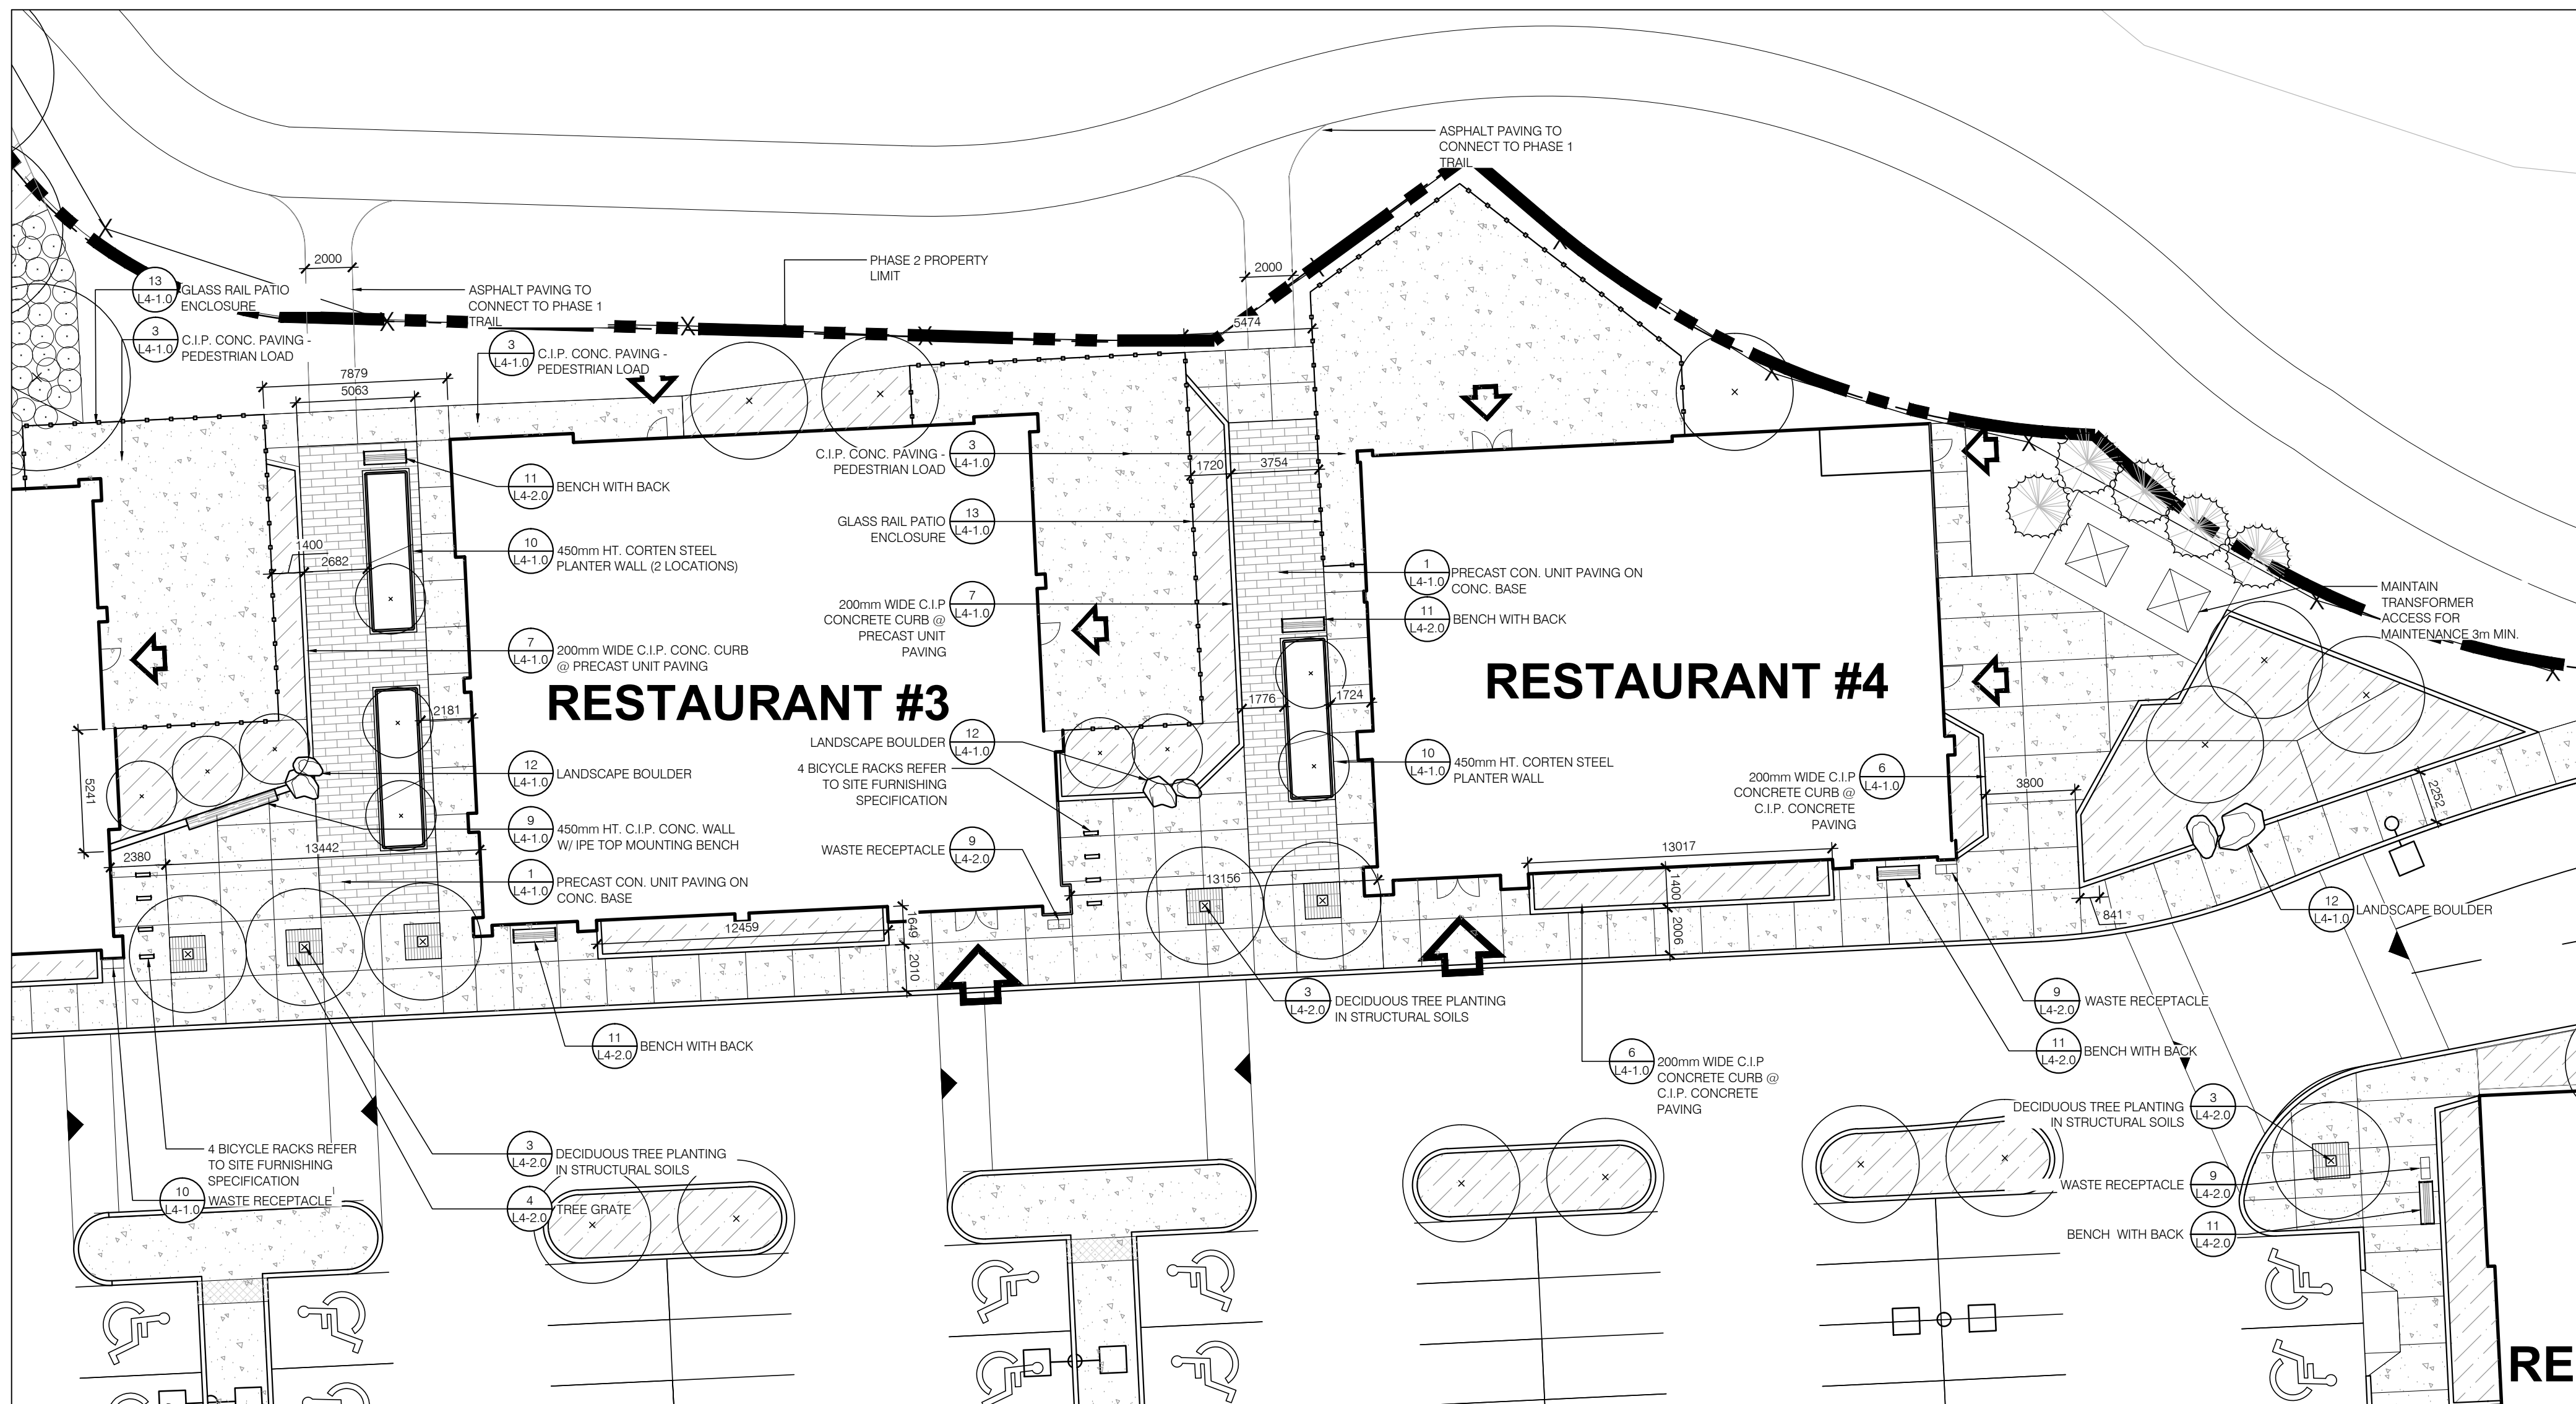 ASPHALT PAVING TO
CONNECT TO PHASE 1
TRAIL
2000
PHASE 2 PROPERTY
LIMIT
2000
13
L4-1.0
GLASS RAIL PATIO
ENCLOSURE
ASPHALT PAVING TO
CONNECT TO PHASE 1
TRAIL
5474
3
L4-1.0
C.I.P. CONC. PAVING -
PEDESTRIAN LOAD
3
L4-1.0
C.I.P. CONC. PAVING -
PEDESTRIAN LOAD
7879
5063
3
L4-1.0
C.I.P. CONC. PAVING -
PEDESTRIAN LOAD
1720
3754
11
L4-2.0
BENCH WITH BACK
13
L4-1.0
GLASS RAIL PATIO
ENCLOSURE
1400
2682
10
L4-1.0
450mm HT. CORTEN STEEL
PLANTER WALL (2 LOCATIONS)
1
L4-1.0
PRECAST CON. UNIT PAVING ON
CONC. BASE
MAINTAIN
TRANSFORMER
ACCESS FOR
MAINTENANCE 3m MIN.
7
L4-1.0
200mm WIDE C.I.P
CONCRETE CURB @
PRECAST UNIT
PAVING
11
L4-2.0
BENCH WITH BACK
7
L4-1.0
200mm WIDE C.I.P. CONC. CURB
@ PRECAST UNIT PAVING
RESTAURANT #3
RESTAURANT #4
2181
1776
1724
12
L4-1.0
LANDSCAPE BOULDER
10
L4-1.0
450mm HT. CORTEN STEEL
PLANTER WALL
12
L4-1.0
LANDSCAPE BOULDER
4 BICYCLE RACKS REFER
TO SITE FURNISHING
SPECIFICATION
6
L4-1.0
200mm WIDE C.I.P
CONCRETE CURB @
C.I.P. CONCRETE
PAVING
3800
2252
5241
9
L4-1.0
450mm HT. C.I.P. CONC. WALL
W/ IPE TOP MOUNTING BENCH
9
L4-2.0
WASTE RECEPTACLE
2380
13442
13017
1
L4-1.0
PRECAST CON. UNIT PAVING ON
CONC. BASE
13156
1400
2006
12459
1649
2010
841
12
L4-1.0
LANDSCAPE BOULDER
3
L4-2.0
DECIDUOUS TREE PLANTING
IN STRUCTURAL SOILS
9
L4-2.0
WASTE RECEPTACLE
11
L4-2.0
BENCH WITH BACK
11
L4-2.0
BENCH WITH BACK
6
L4-1.0
200mm WIDE C.I.P
CONCRETE CURB @
C.I.P. CONCRETE
PAVING
3
L4-2.0
DECIDUOUS TREE PLANTING
IN STRUCTURAL SOILS
4 BICYCLE RACKS REFER
TO SITE FURNISHING
SPECIFICATION
3
L4-2.0
DECIDUOUS TREE PLANTING
IN STRUCTURAL SOILS
10
L4-1.0
WASTE RECEPTACLE
4
L4-2.0
TREE GRATE
9
L4-2.0
WASTE RECEPTACLE
11
L4-2.0
BENCH WITH BACK
RE